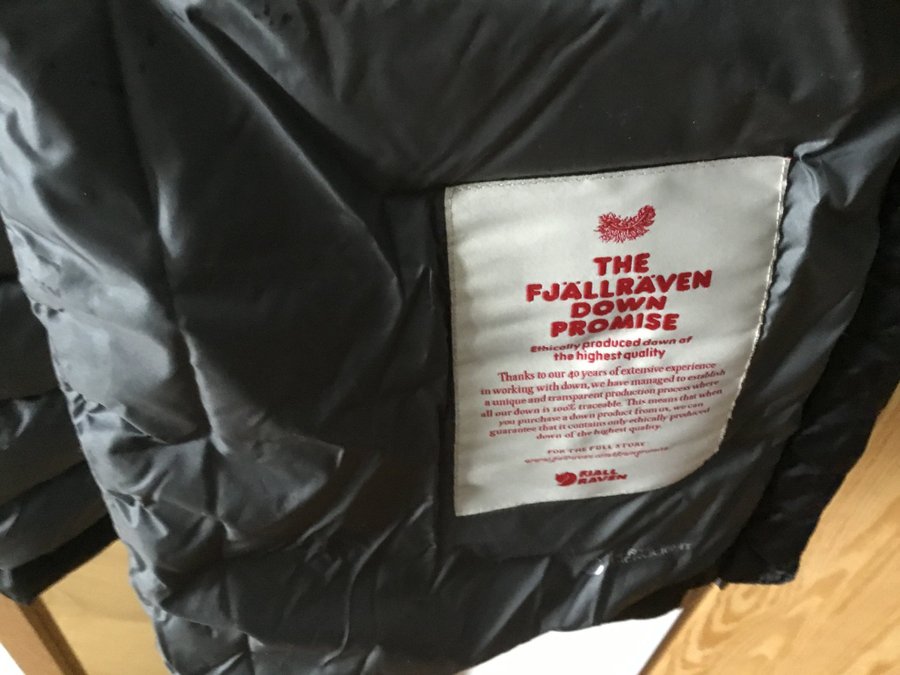 THE
FJÄLLRÄVEN
DOWN
PROMISE
Ethically produced down of
the highest quality
Thanks to our 40 years of extensive experience
in working with down, we have managed to establish
a unique and transparent production process where
all our down is 100% traceable. This means that when
you purchase a down product from us, we can
guarantee that it contains only ethically produced
down of the highest quality.
FOR THE FULL STORY
FJÄLL
RÄVEN